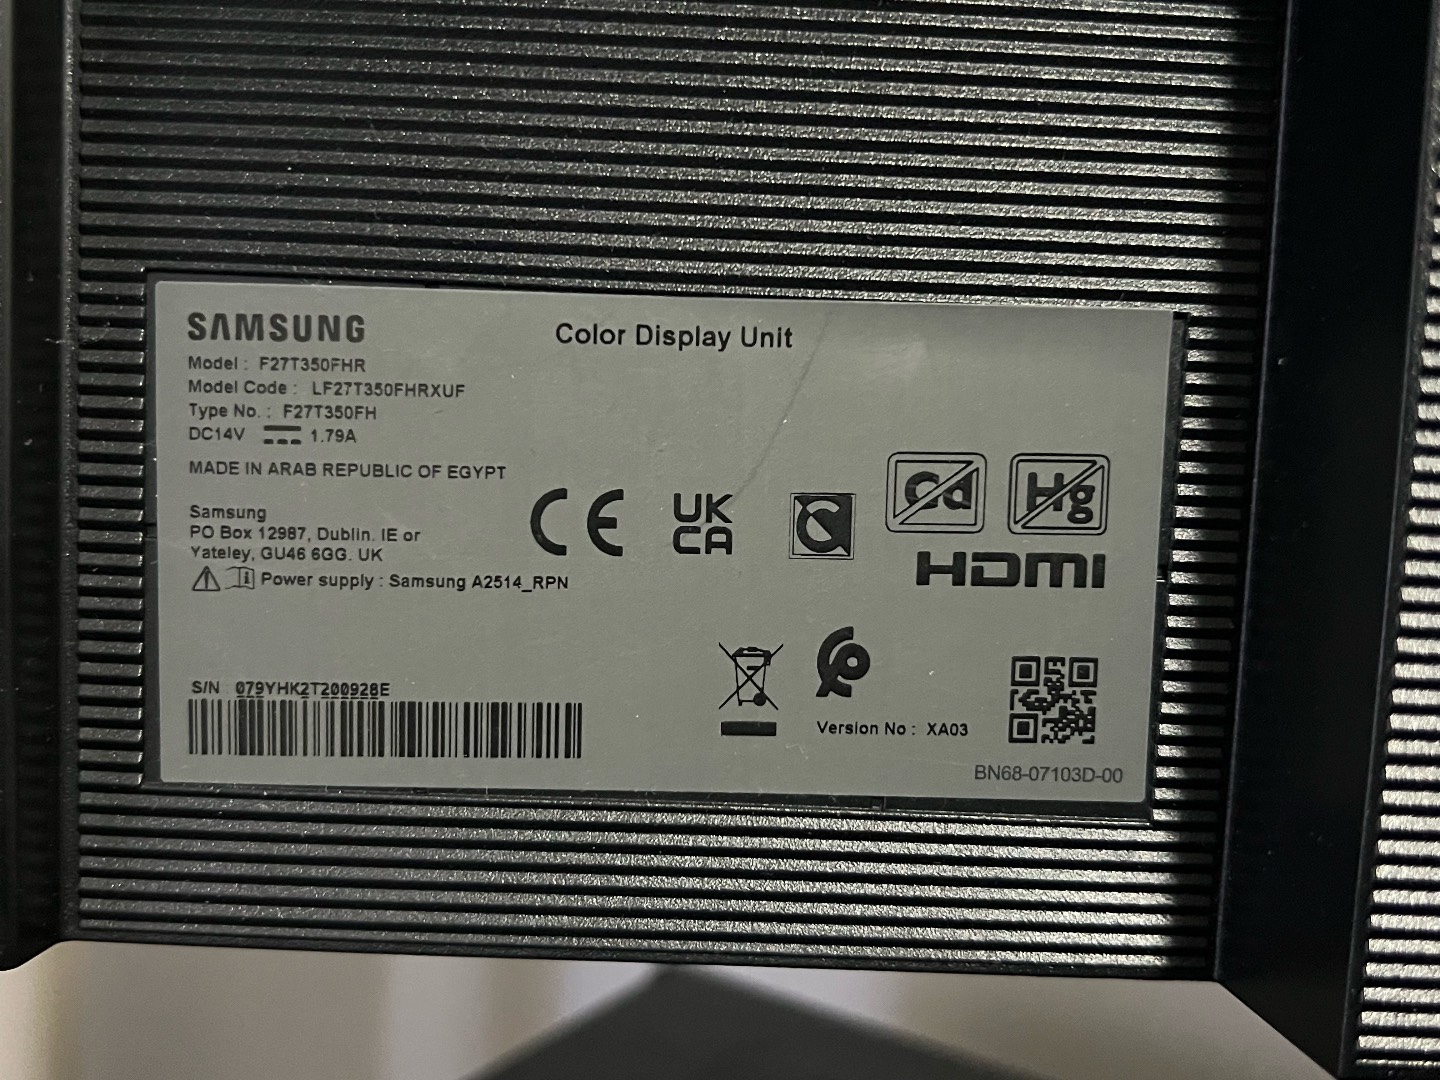 SAMSUNG
Color Display Unit
Model : F27T350FHR
Model Code : LF27T350FHRXUF
Type No. : F27T350FH
DC14V 1.79A
MADE IN ARAB REPUBLIC OF EGYPT
Samsung
PO Box 12987, Dublin. IE or
Yateley, GU46 6GG. UK
Power supply : Samsung A2514_RPN
CE
UK
CA
Cd
Hg
HDMI
S/N 079YHK2T200928E
Version No : XA03
BN68-07103D-00